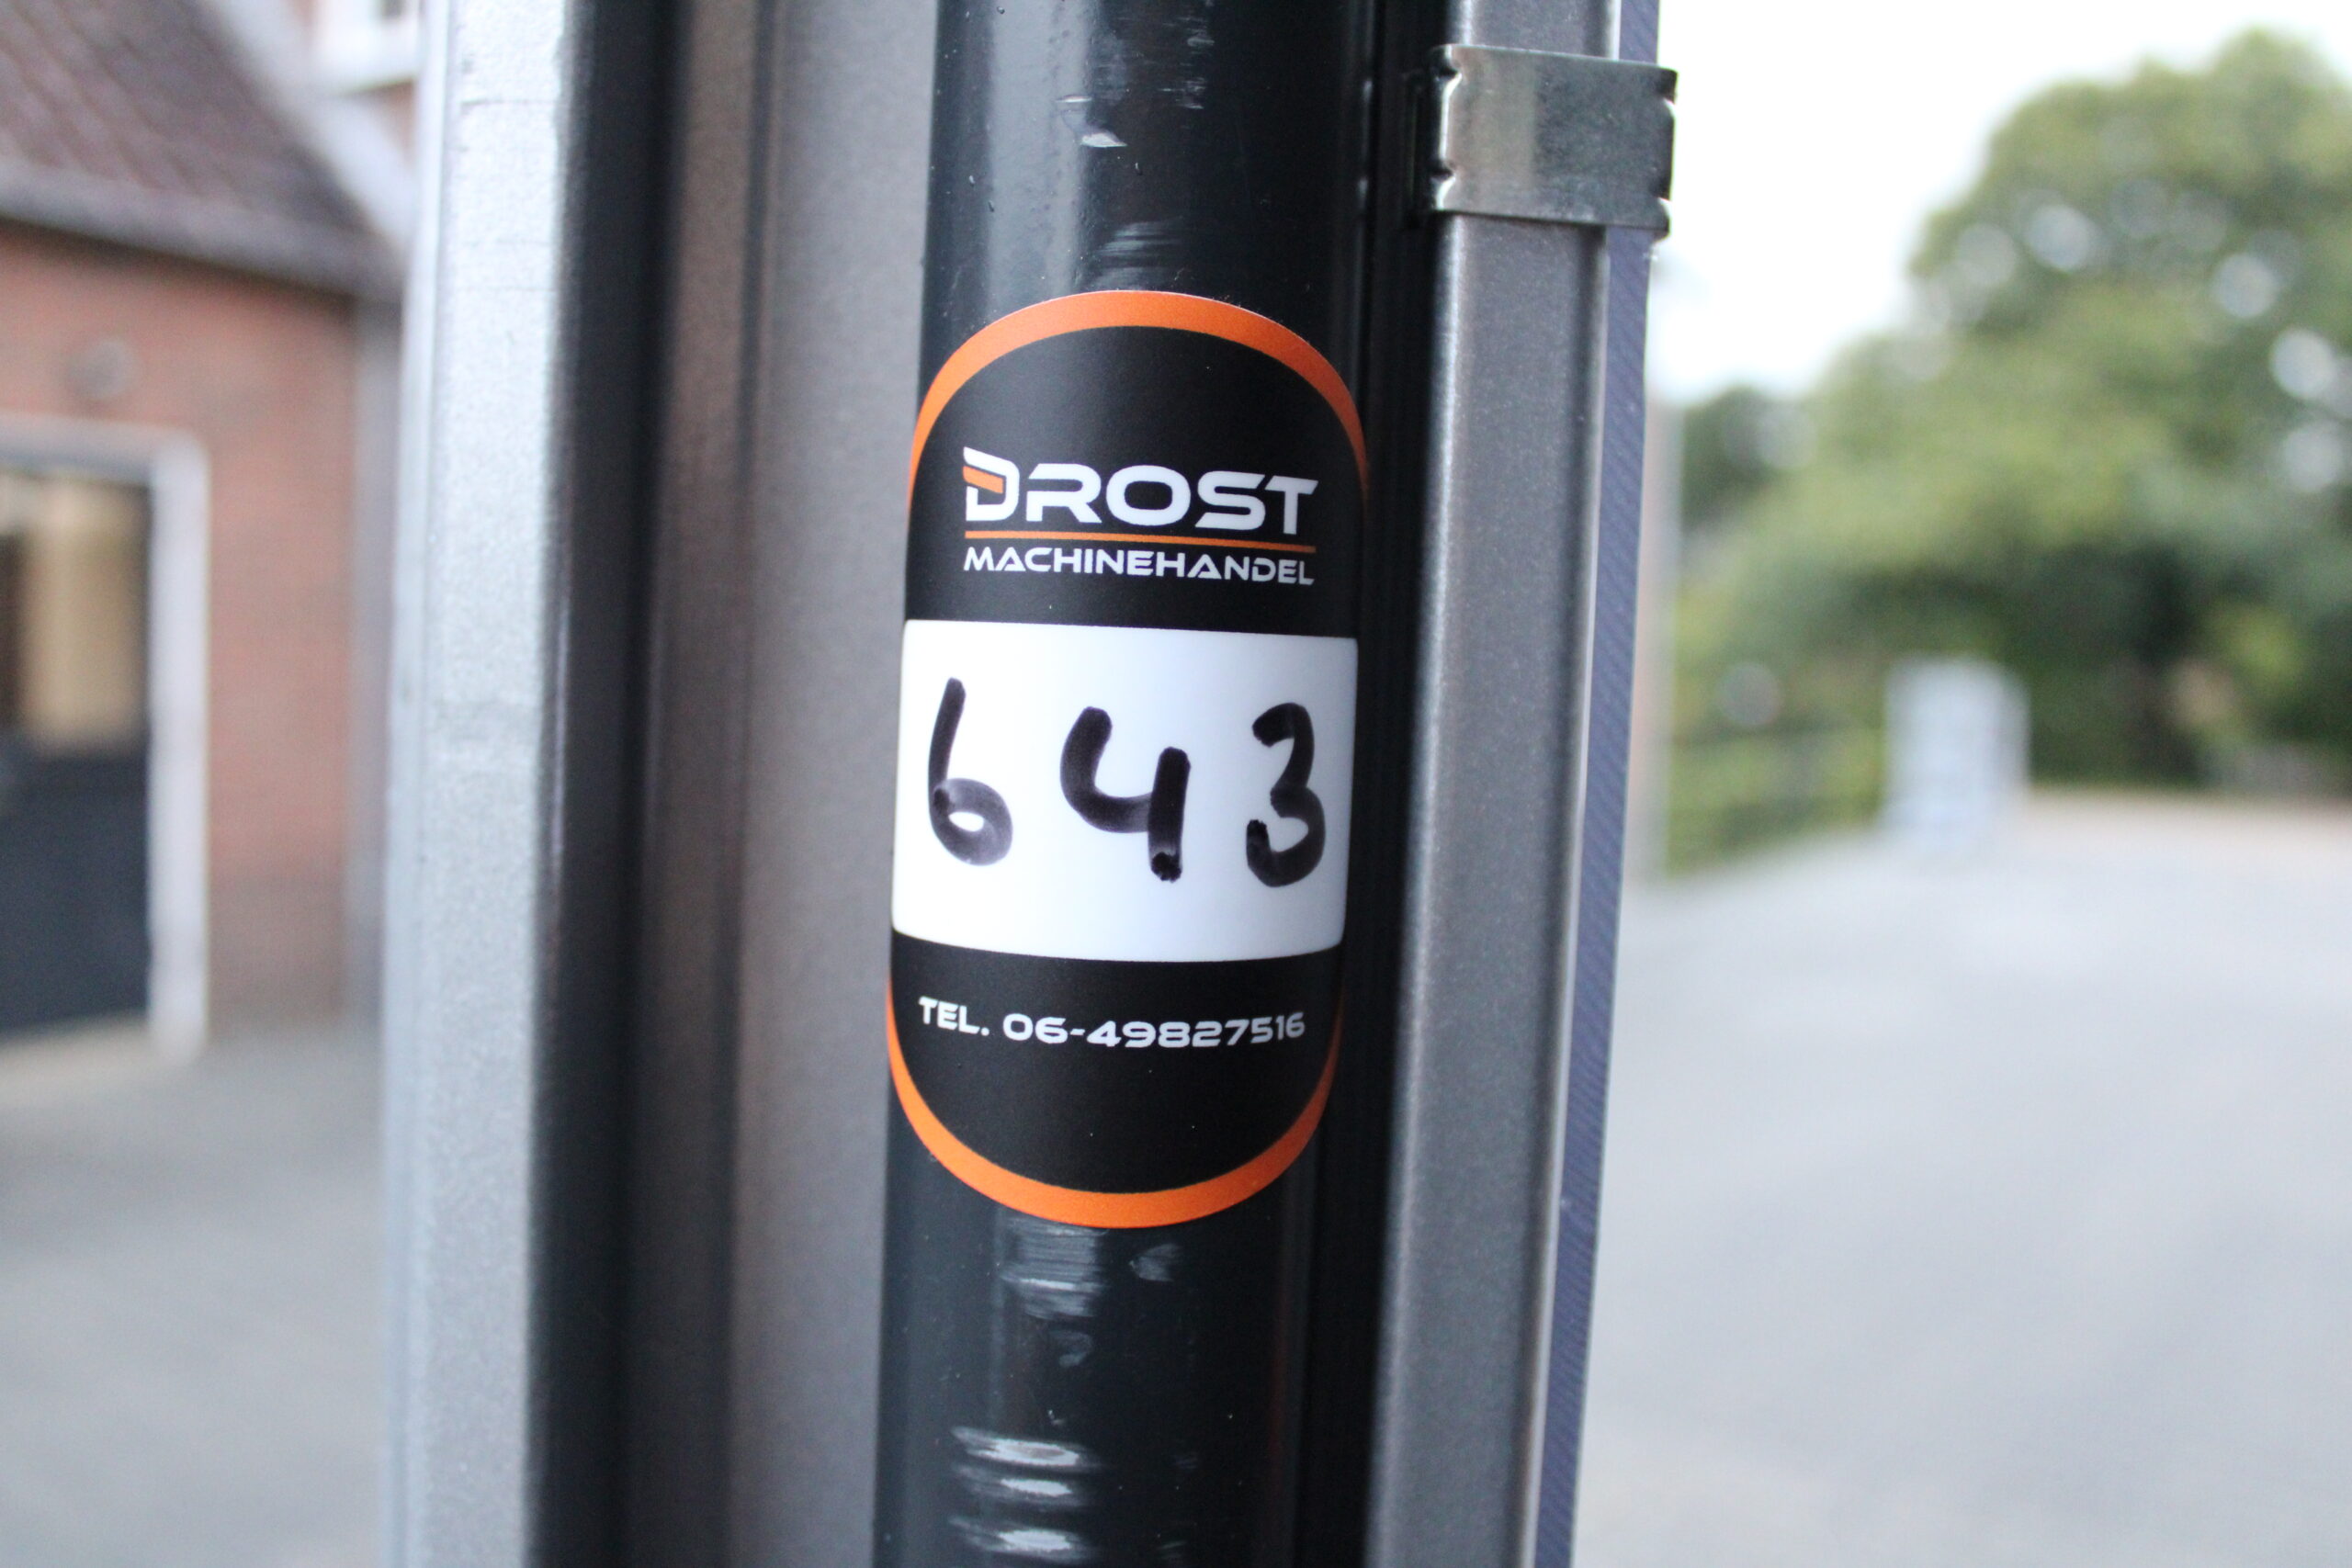 DROST
MACHINEHANDEL
643
TEL. 06-49827516